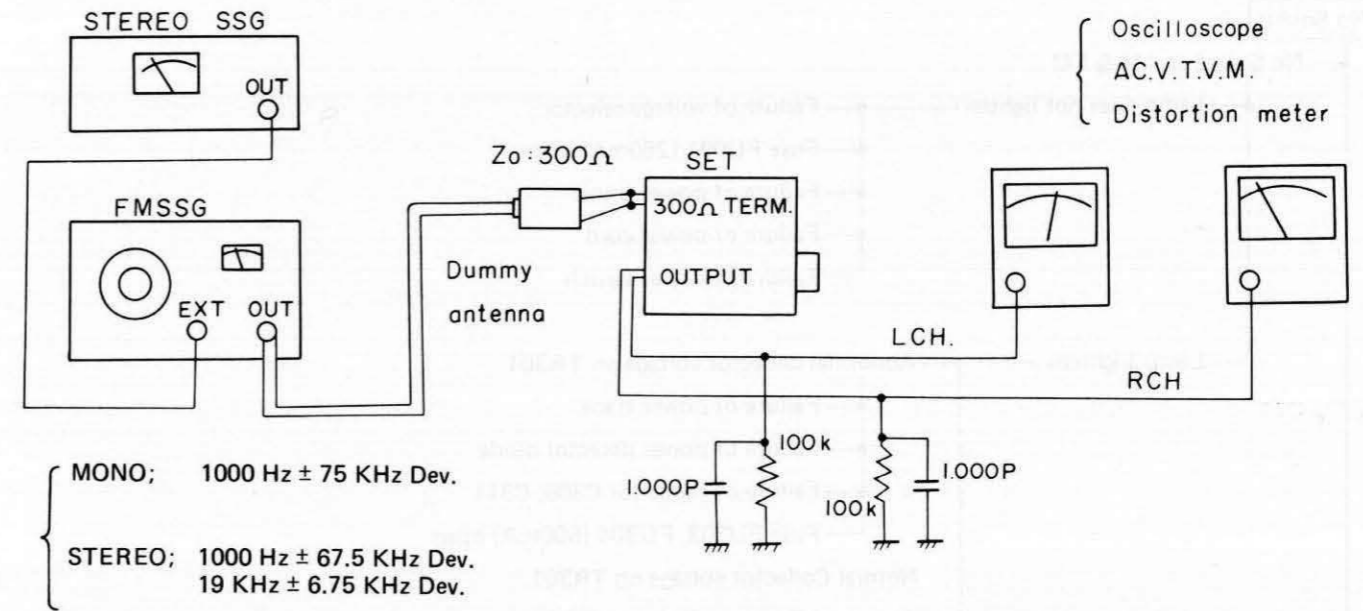 STEREO SSG
OUT
FMSSG
EXT OUT
Zo:300Ω
Dummy
antenna
SET
300Ω TERM.
OUTPUT
Oscilloscope
AC.V.T.V.M.
Distortion meter
L.CH.
RCH
100k
1.000P
100k
1.000P
MONO; 1000 Hz ± 75 KHz Dev.
STEREO; 1000 Hz ± 67.5 KHz Dev.
19 KHz ± 6.75 KHz Dev.